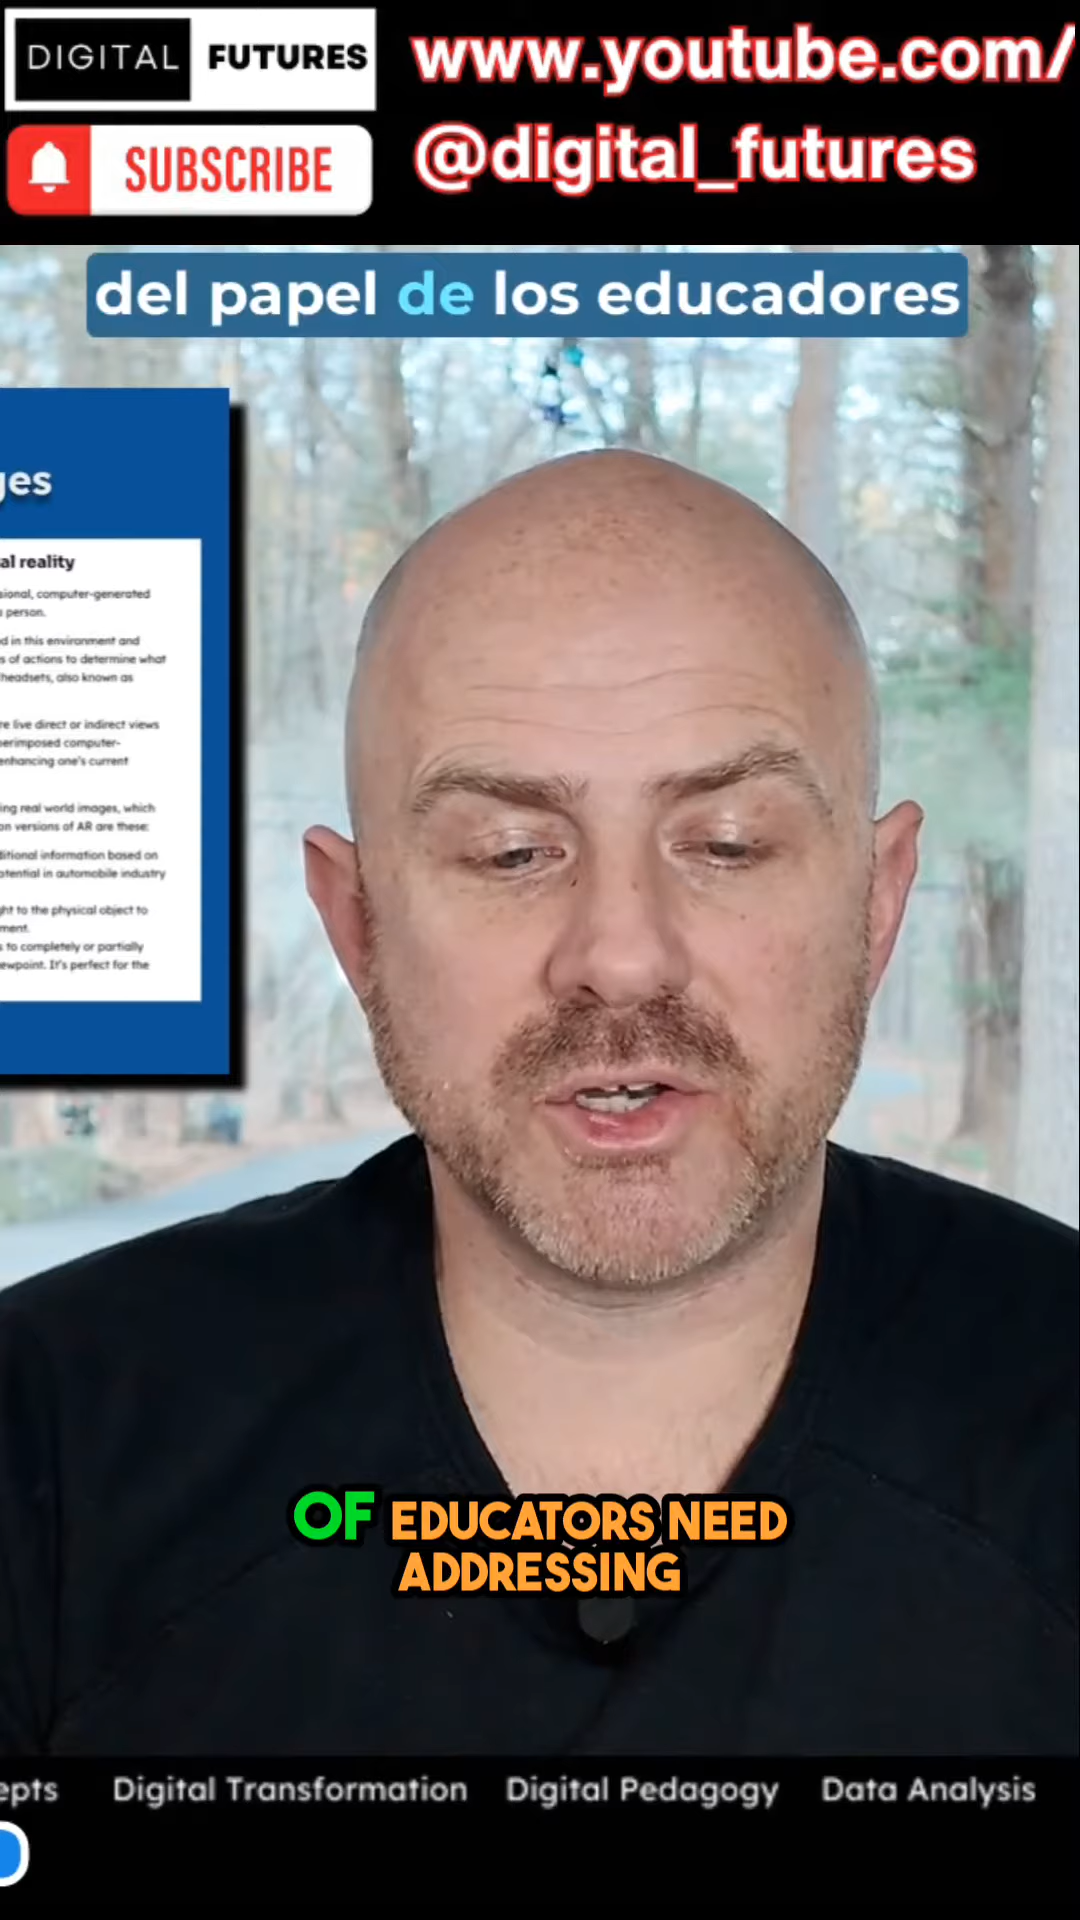 DIGITAL FUTURES
www.youtube.com/
SUBSCRIBE
@digital_futures
del papel de los educadores
ges
al reality
sional, computer-generated
person.
d in this environment and
s of actions to determine what
headsets, also known as
re live direct or indirect views
perimposed computer-
enhancing one's current
ing real world images, which
on versions of AR are these:
ditional information based on
otential in automobile industry
ght to the physical object to
ment.
s to completely or partially
ewpoint. It's perfect for the
OF EDUCATORS NEED
ADDRESSING
epts Digital Transformation Digital Pedagogy Data Analysis